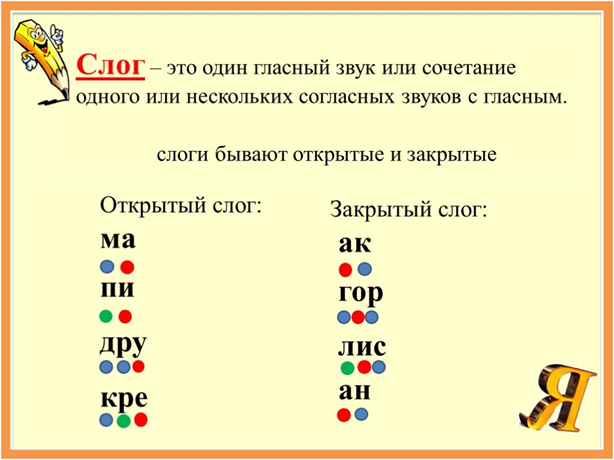 Слог – это один гласный звук или сочетание
одного или нескольких согласных звуков с гласным.
слоги бывают открытые и закрытые
Открытый слог:
ма
пи
дру
кре
Закрытый слог:
ак
гор
лис
ан
Я